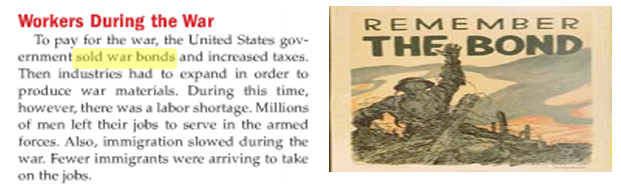 Workers During the War
To pay for the war, the United States gov-
ernment sold war bonds and increased taxes.
Then industries had to expand in order to
produce war materials. During this time,
however, there was a labor shortage. Millions
of men left their jobs to serve in the armed
forces. Also, immigration slowed during the
war. Fewer immigrants were arriving to take
on the jobs.
REMEMBER
THE BOND